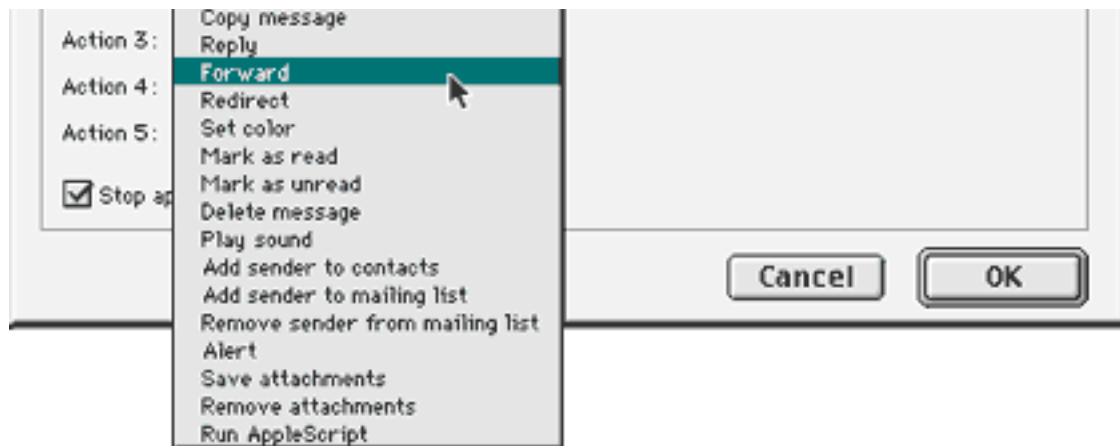 Copy message
Action 3:
Reply
Forward
Action 4:
Redirect
Action 5:
Set color
Mark as read
Mark as unread
Stop
Delete message
Play sound
Add sender to contacts
Add sender to mailing list
Remove sender from mailing list
Alert
Save attachments
Remove attachments
Run AppleScript
Cancel
OK